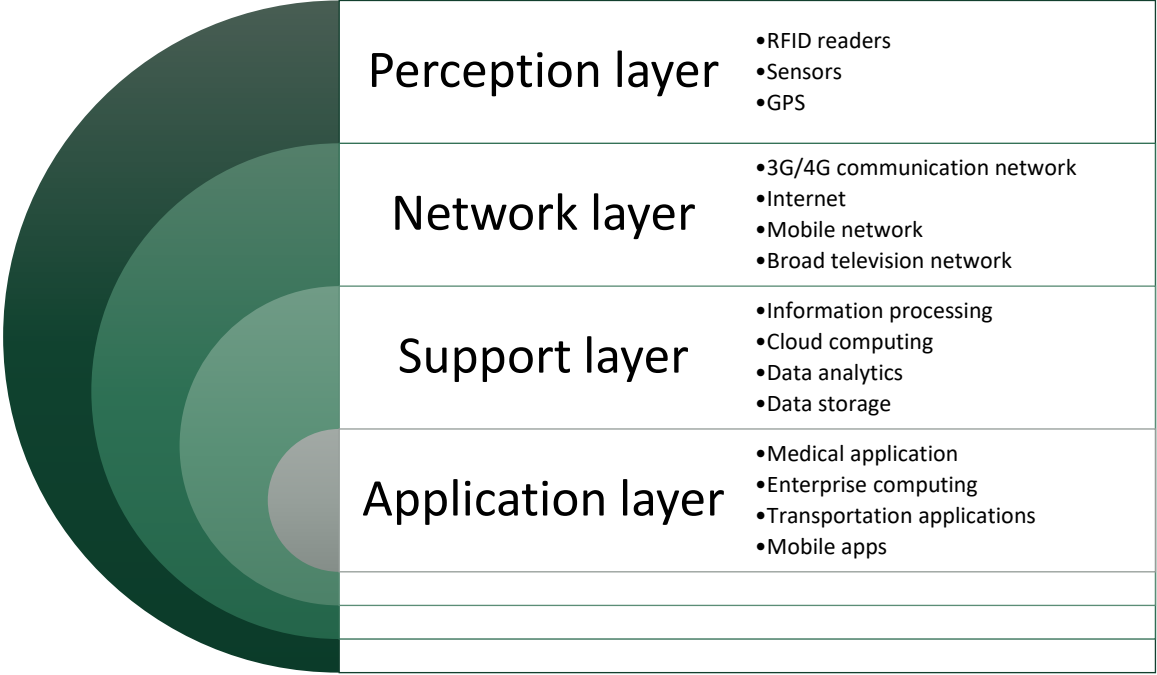 Perception layer
•RFID readers
•Sensors
•GPS
Network layer
•3G/4G communication network
•Internet
•Mobile network
•Broad television network
Support layer
•Information processing
•Cloud computing
•Data analytics
•Data storage
Application layer
•Medical application
•Enterprise computing
•Transportation applications
•Mobile apps